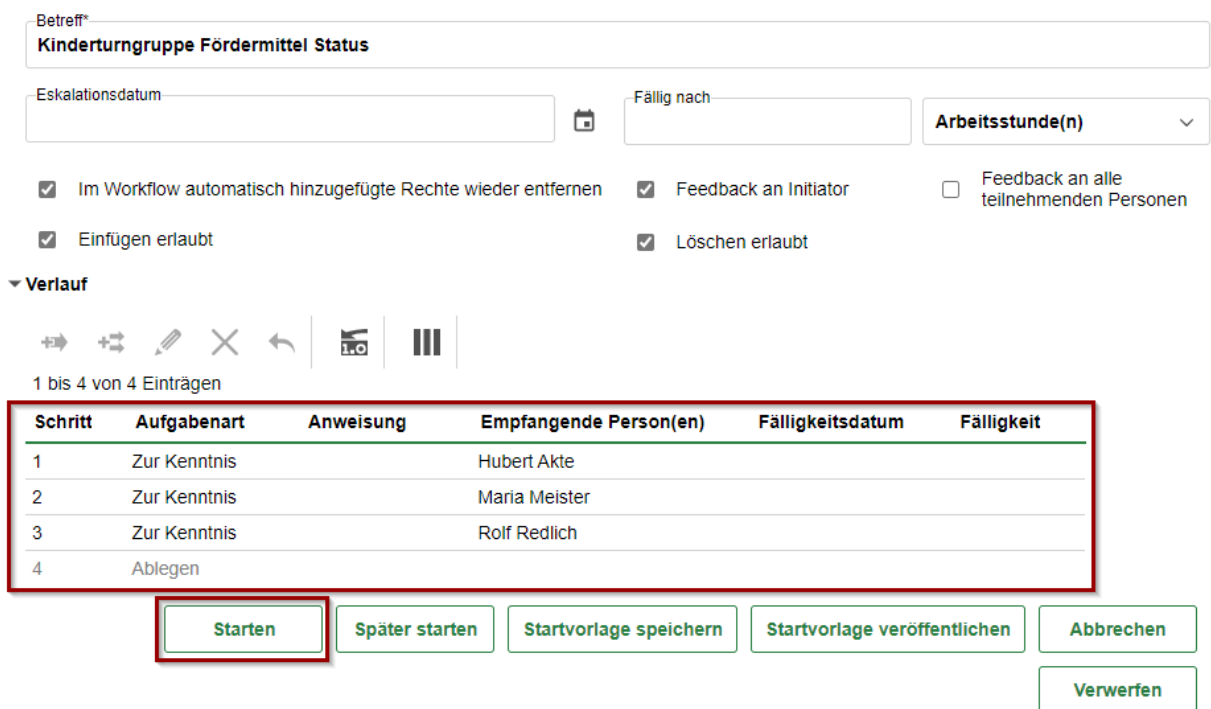 Betreff*
Kinderturngruppe Fördermittel Status
Eskalationsdatum
Fällig nach
Arbeitsstunde(n)
Im Workflow automatisch hinzugefügte Rechte wieder entfernen
Feedback an Initiator
Feedback an alle
teilnehmenden Personen
Einfügen erlaubt
Löschen erlaubt
Verlauf
1.0
1 bis 4 von 4 Einträgen
Schritt Aufgabenart Anweisung Empfangende Person(en) Fälligkeitsdatum Fälligkeit
1 Zur Kenntnis Hubert Akte
2 Zur Kenntnis Maria Meister
3 Zur Kenntnis Rolf Redlich
4 Ablegen
Starten Später starten Startvorlage speichern Startvorlage veröffentlichen Abbrechen
Verwerfen